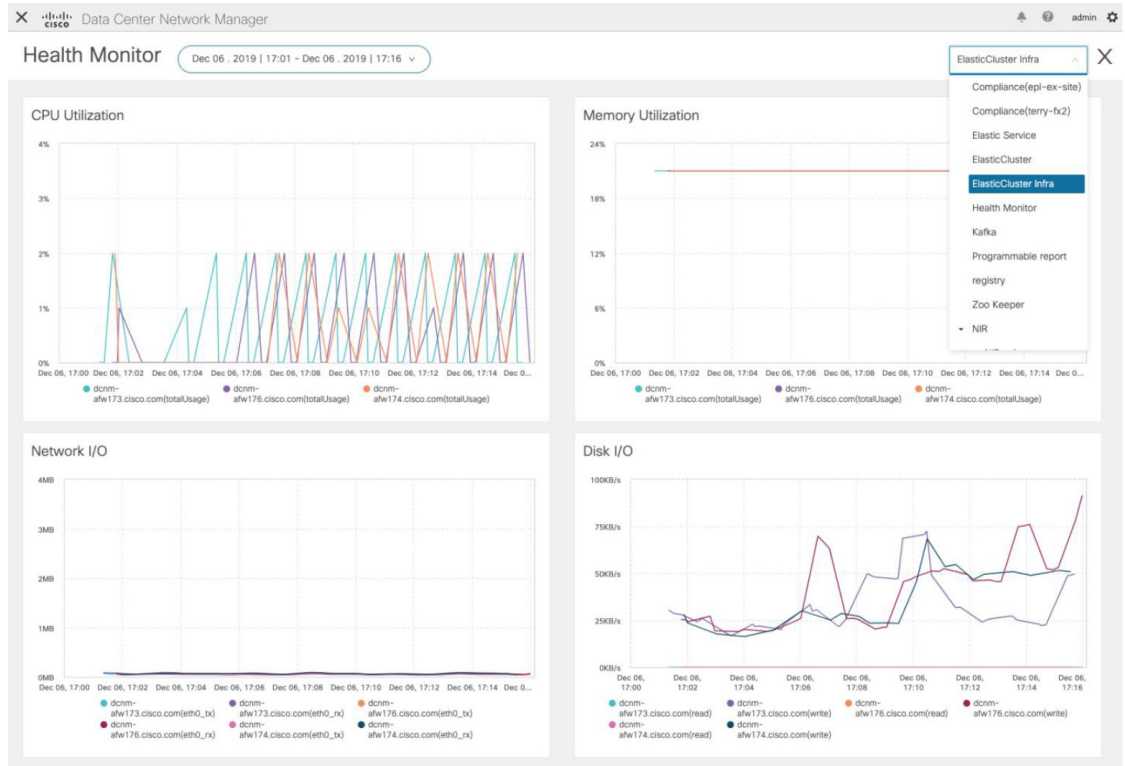 cisco Data Center Network Manager
admin
Health Monitor
Dec 06 . 2019 | 17:01 - Dec 06 . 2019 | 17:16
ElasticCluster Infra
Compliance(epl-ex-site)
Compliance(terry-fx2)
Elastic Service
ElasticCluster
ElasticCluster Infra
Health Monitor
Kafka
Programmable report
registry
Zoo Keeper
NIR
CPU Utilization
4%
3%
2%
1%
0%
Dec 06, 17:00 Dec 06, 17:02 Dec 06, 17:04 Dec 06, 17:06 Dec 06, 17:08 Dec 06, 17:10 Dec 06, 17:12 Dec 06, 17:14 Dec 0...
dcnm- dcnm- dcnm-
afw173.cisco.com(totalUsage) afw176.cisco.com(totalUsage) afw174.cisco.com(totalUsage)
Memory Utilization
24%
18%
12%
6%
0%
Dec 06, 17:00 Dec 06, 17:02 Dec 06, 17:04 Dec 06, 17:06 Dec 06, 17:08 Dec 06, 17:10 Dec 06, 17:12 Dec 06, 17:14 Dec 0...
dcnm- dcnm- dcnm-
afw173.cisco.com(totalUsage) afw176.cisco.com(totalUsage) afw174.cisco.com(totalUsage)
Network I/O
4MB
3MB
2MB
1MB
0MB
Dec 06, 17:00 Dec 06, 17:02 Dec 06, 17:04 Dec 06, 17:06 Dec 06, 17:08 Dec 06, 17:10 Dec 06, 17:12 Dec 06, 17:14 Dec 0...
dcnm- dcnm- dcnm-
afw173.cisco.com(eth0_tx) afw173.cisco.com(eth0_rx) afw176.cisco.com(eth0_tx)
dcnm- dcnm- dcnm-
afw176.cisco.com(eth0_rx) afw174.cisco.com(eth0_tx) afw174.cisco.com(eth0_rx)
Disk I/O
100KB/s
75KB/s
50KB/s
25KB/s
0KB/s
Dec 06, Dec 06, Dec 06, Dec 06, Dec 06, Dec 06, Dec 06, Dec 06, Dec 06,
17:00 17:02 17:04 17:06 17:08 17:10 17:12 17:14 17:16
dcnm- dcnm- dcnm- dcnm-
afw173.cisco.com(read) afw173.cisco.com(write) afw176.cisco.com(read) afw176.cisco.com(write)
dcnm- dcnm-
afw174.cisco.com(read) afw174.cisco.com(write)